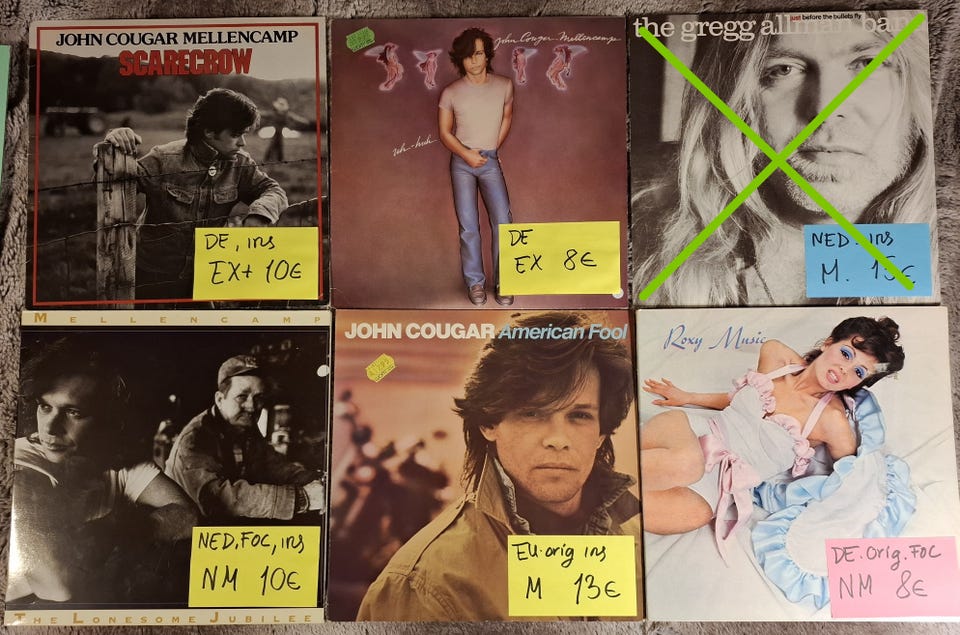 JOHN COUGAR MELLENCAMP
SCARECROW
DE, ins
EX+ 10€
John Cougar Mellencamp
uh-huh
DE
EX 8€
just before the bullets fly
the gregg allman band
NED. ins
M. 15€
MELLENCAMP
NED, FOC, ins
NM 10€
THE LONESOME JUBILEE
JOHN COUGAR American Fool
EU. orig ins
M 13€
Roxy Music
DE. Orig. FOC
NM 8€